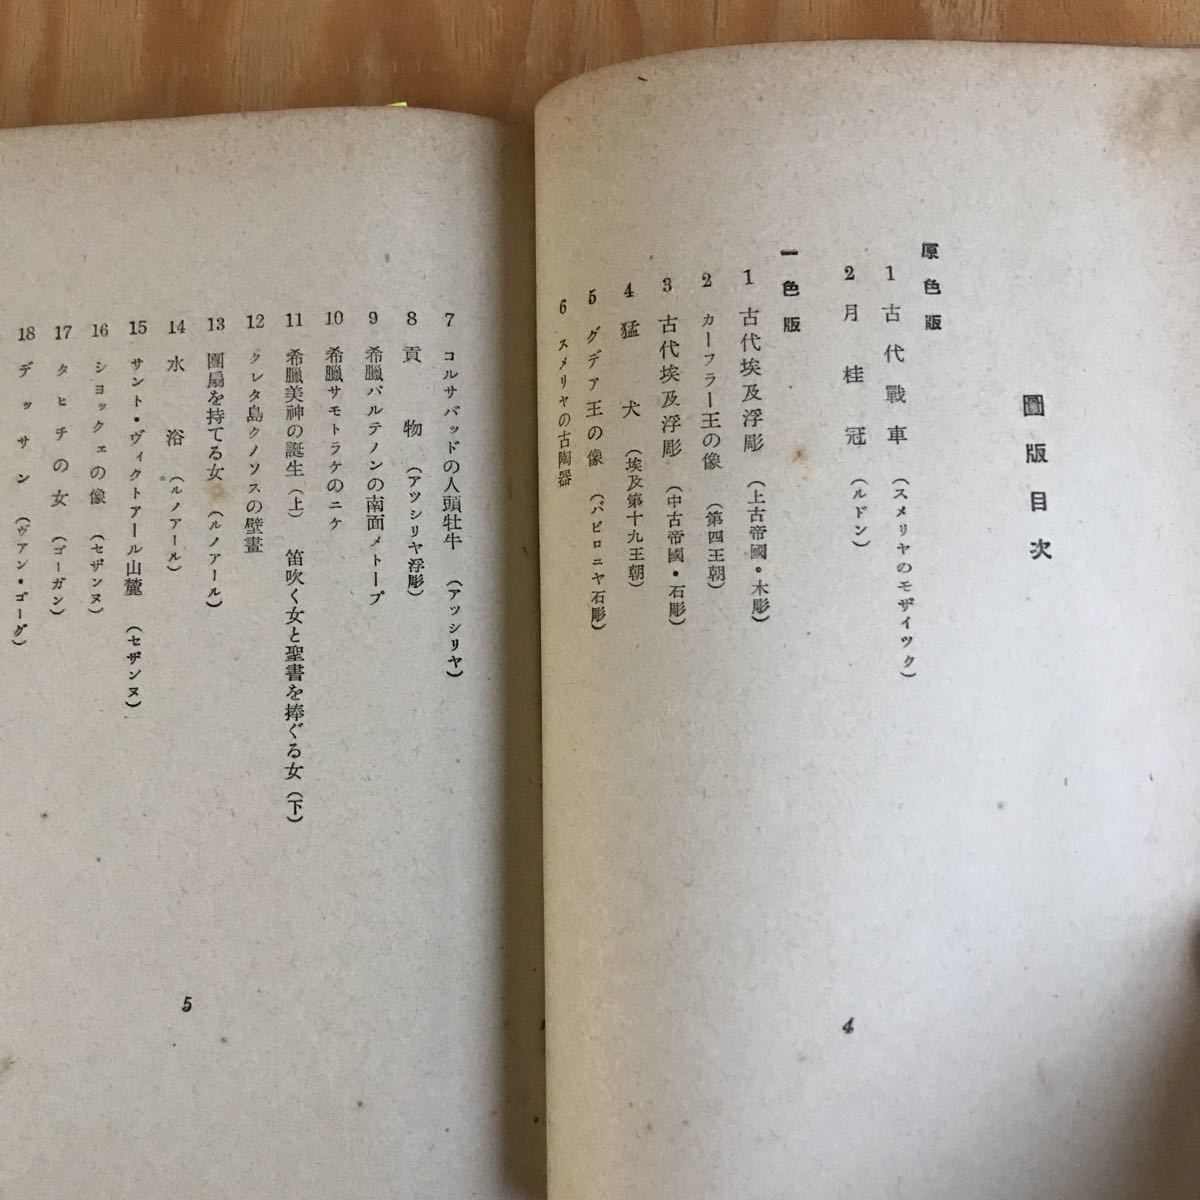 圖版目次
原色版
1 古代戰車（スメリヤのモザイツク）
2 月桂冠（ルドン）
一色版
1 古代埃及浮彫（上古帝國・木彫）
2 カーフラー王の像（第四王朝）
3 古代埃及浮彫（中古帝國・石彫）
4 猛犬（埃及第十九王朝）
5 グデア王の像（バビロニヤ石彫）
6 スメリヤの古陶器
4
7 コルサバッドの人頭牡牛（アッシリヤ）
8 貢物（アツシリヤ浮彫）
9 希臘パルテノンの南面メトープ
10 希臘サモトラケのニケ
11 希臘美神の誕生（上） 笛吹く女と聖書を捧ぐる女（下）
12 クレタ島クノソスの壁畫
13 團扇を持てる女（ルノアール）
14 水浴（ルノアール）
15 サント・ヴィクトアール山麓（セザンヌ）
16 ショックェの像（セザンヌ）
17 タヒチの女（ゴーガン）
18 デッサン（ヴアン・ゴーグ）
5